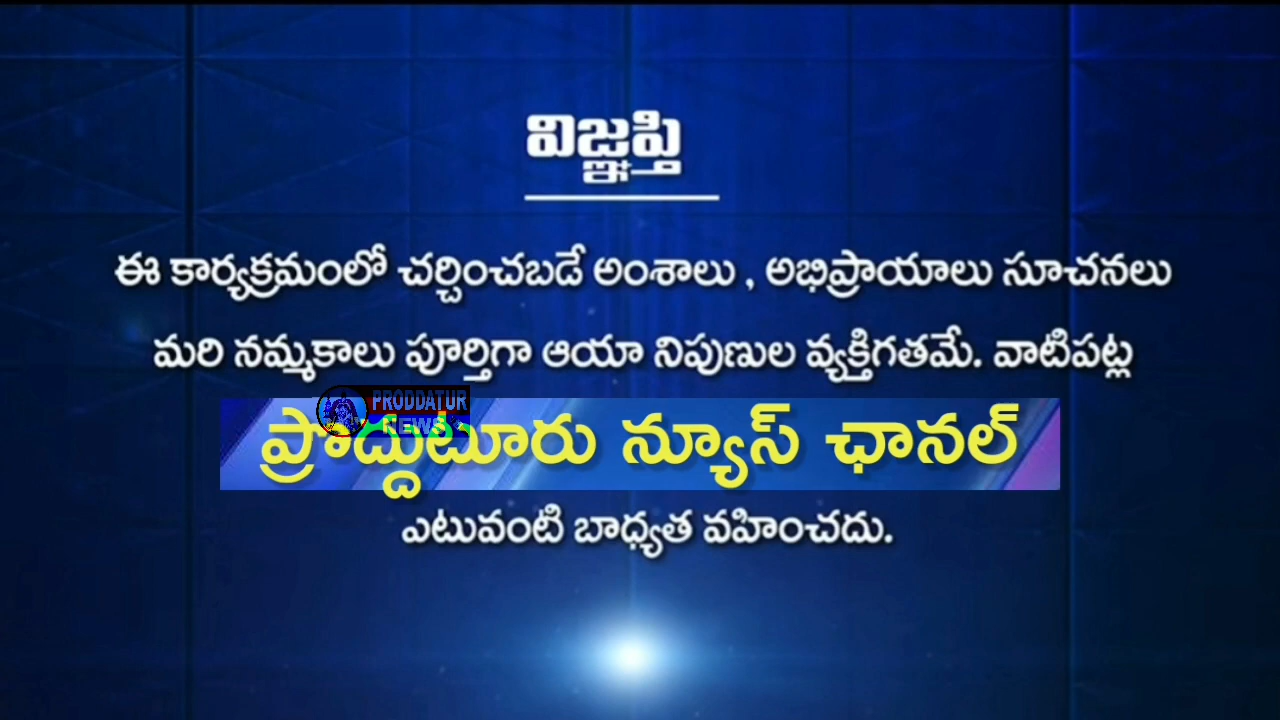 విజ్ఞప్తి
ఈ కార్యక్రమంలో చర్చించబడే అంశాలు , అభిప్రాయాలు సూచనలు
మరి నమ్మకాలు పూర్తిగా ఆయా నిపుణుల వ్యక్తిగతమే. వాటిపట్ల
PRODDATUR
NEWS
ప్రొద్దుటూరు న్యూస్ ఛానల్
ఎటువంటి బాధ్యత వహించదు.